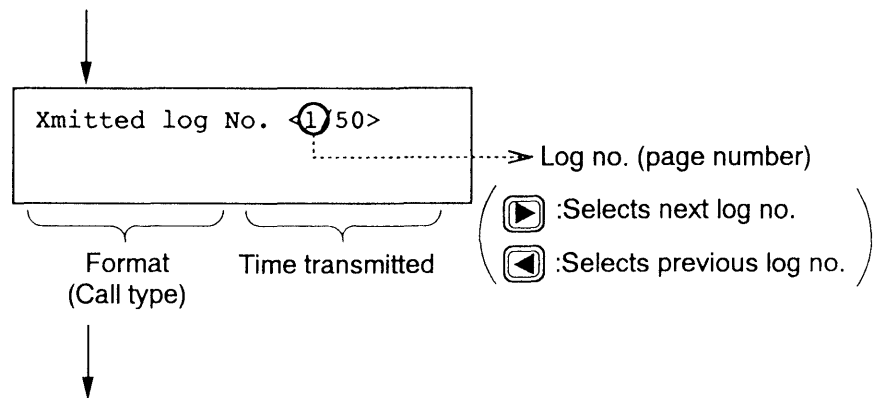 Xmitted log No. <1/50>
Log no. (page number)
:Selects next log no.
:Selects previous log no.
Format
(Call type)
Time transmitted